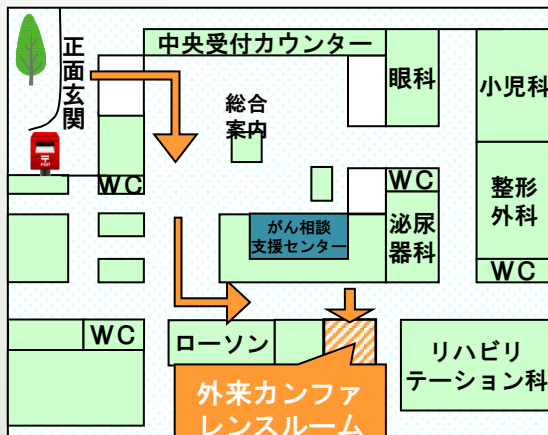 中央受付カウンター
正面玄関
総合
案内
眼科
小児科
WC
WC
整形
外科
がん相談
支援センター
泌尿
器科
WC
WC
ローソン
リハビリ
テーション科
外来カンファ
レンスルーム